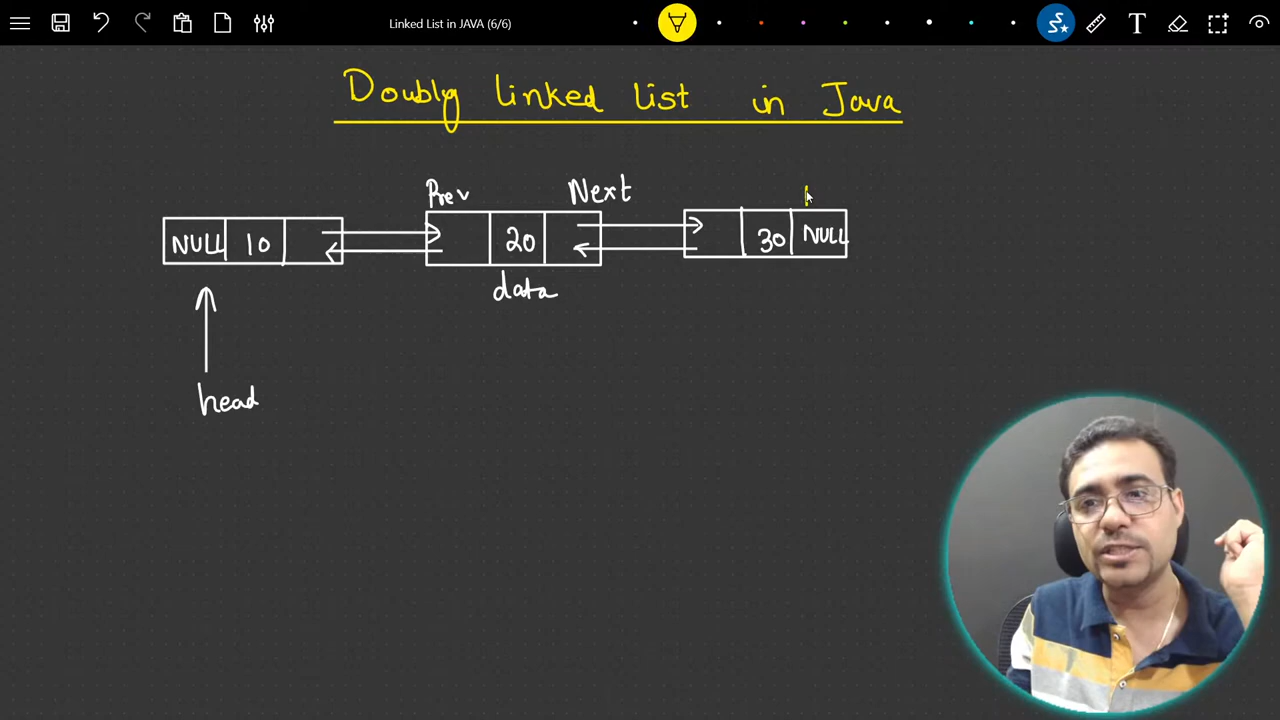 Linked List in JAVA (6/6)
T
Doubly linked list in Java
Prev Next
NULL 10 20 30 NULL
data
head